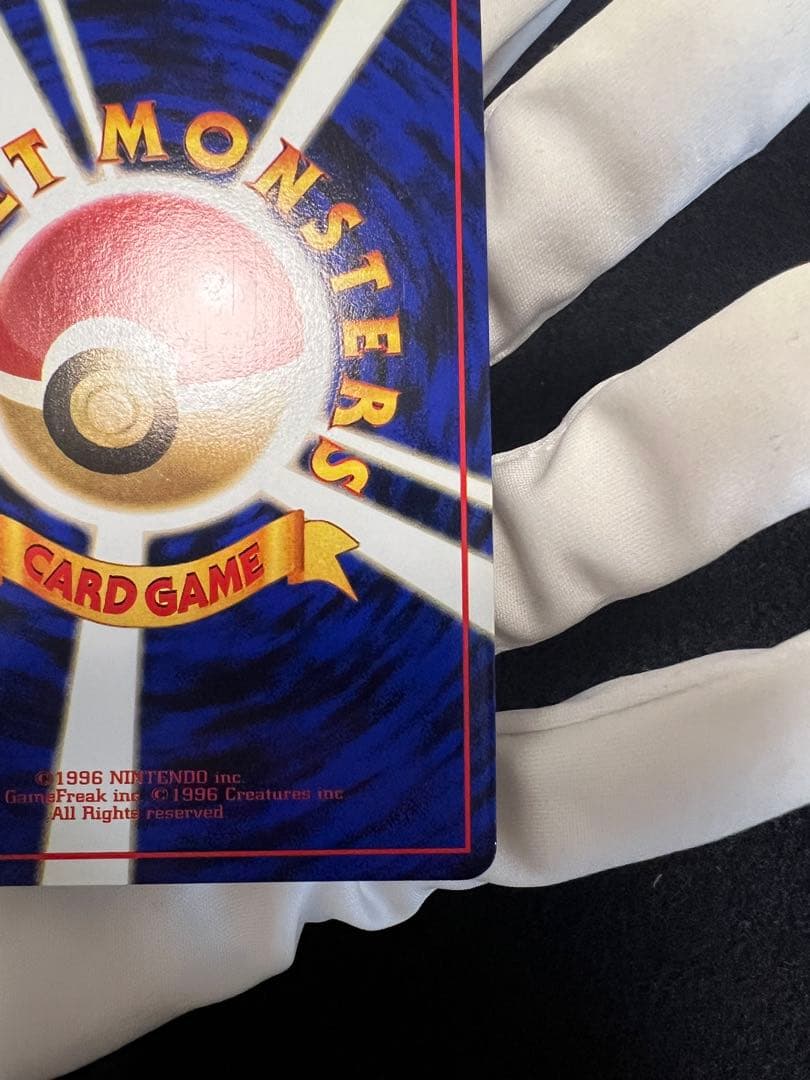 T MONSTERS
CARD GAME
©1996 NINTENDO inc.
GameFreak inc. ©1996 Creatures inc
All Rights reserved